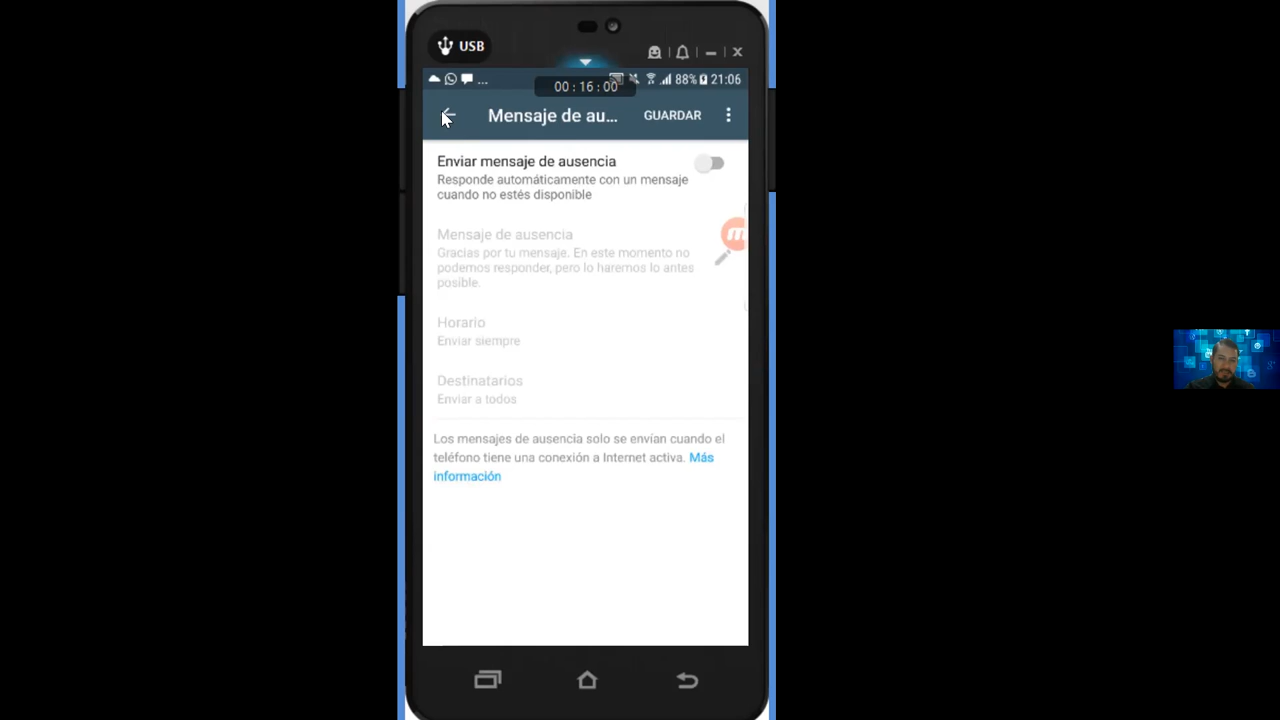 USB
... 88% 21:06
00:16:00
Mensaje de au... GUARDAR
Enviar mensaje de ausencia
Responde automáticamente con un mensaje
cuando no estés disponible
Mensaje de ausencia
Gracias por tu mensaje. En este momento no
podemos responder, pero lo haremos lo antes
posible.
Horario
Enviar siempre
Destinatarios
Enviar a todos
Los mensajes de ausencia solo se envían cuando el
teléfono tiene una conexión a Internet activa. Más
información